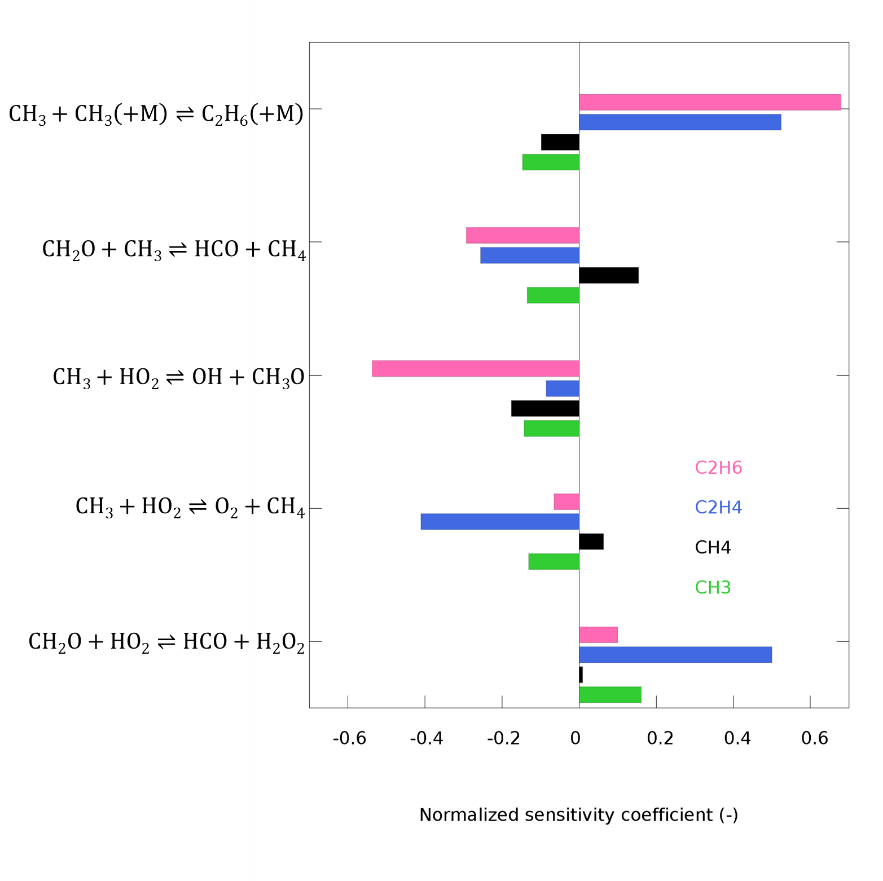 CH₃ + CH₃(+M) ⇌ C₂H₆(+M)
CH₂O + CH₃ ⇌ HCO + CH₄
CH₃ + HO₂ ⇌ OH + CH₃O
C2H6
CH₃ + HO₂ ⇌ O₂ + CH₄
C2H4
CH4
CH3
CH₂O + HO₂ ⇌ HCO + H₂O₂
-0.6 -0.4 -0.2 0 0.2 0.4 0.6
Normalized sensitivity coefficient (-)